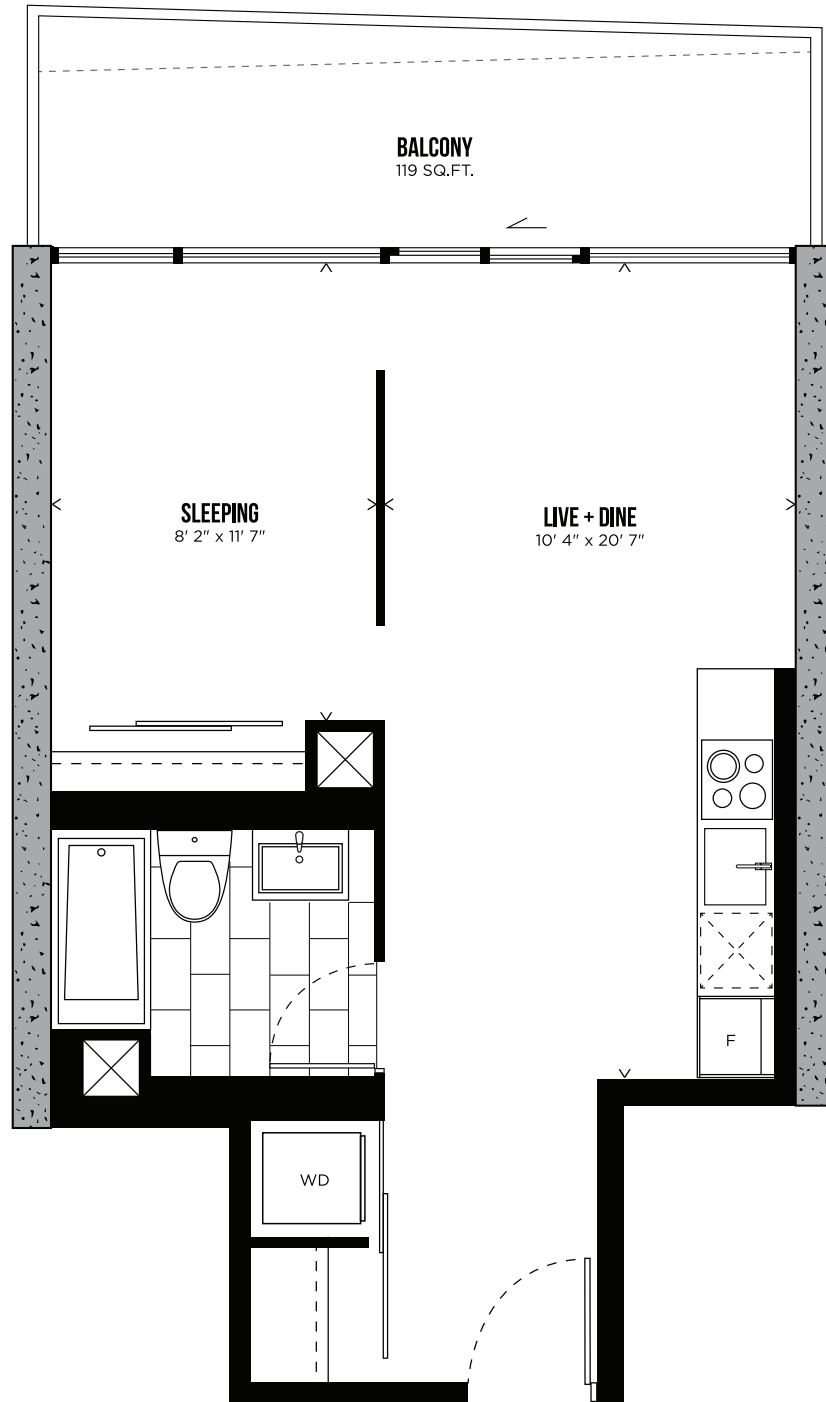 BALCONY
119 SQ.FT.
SLEEPING
8' 2" x 11' 7"
LIVE + DINE
10' 4" x 20' 7"
F
WD